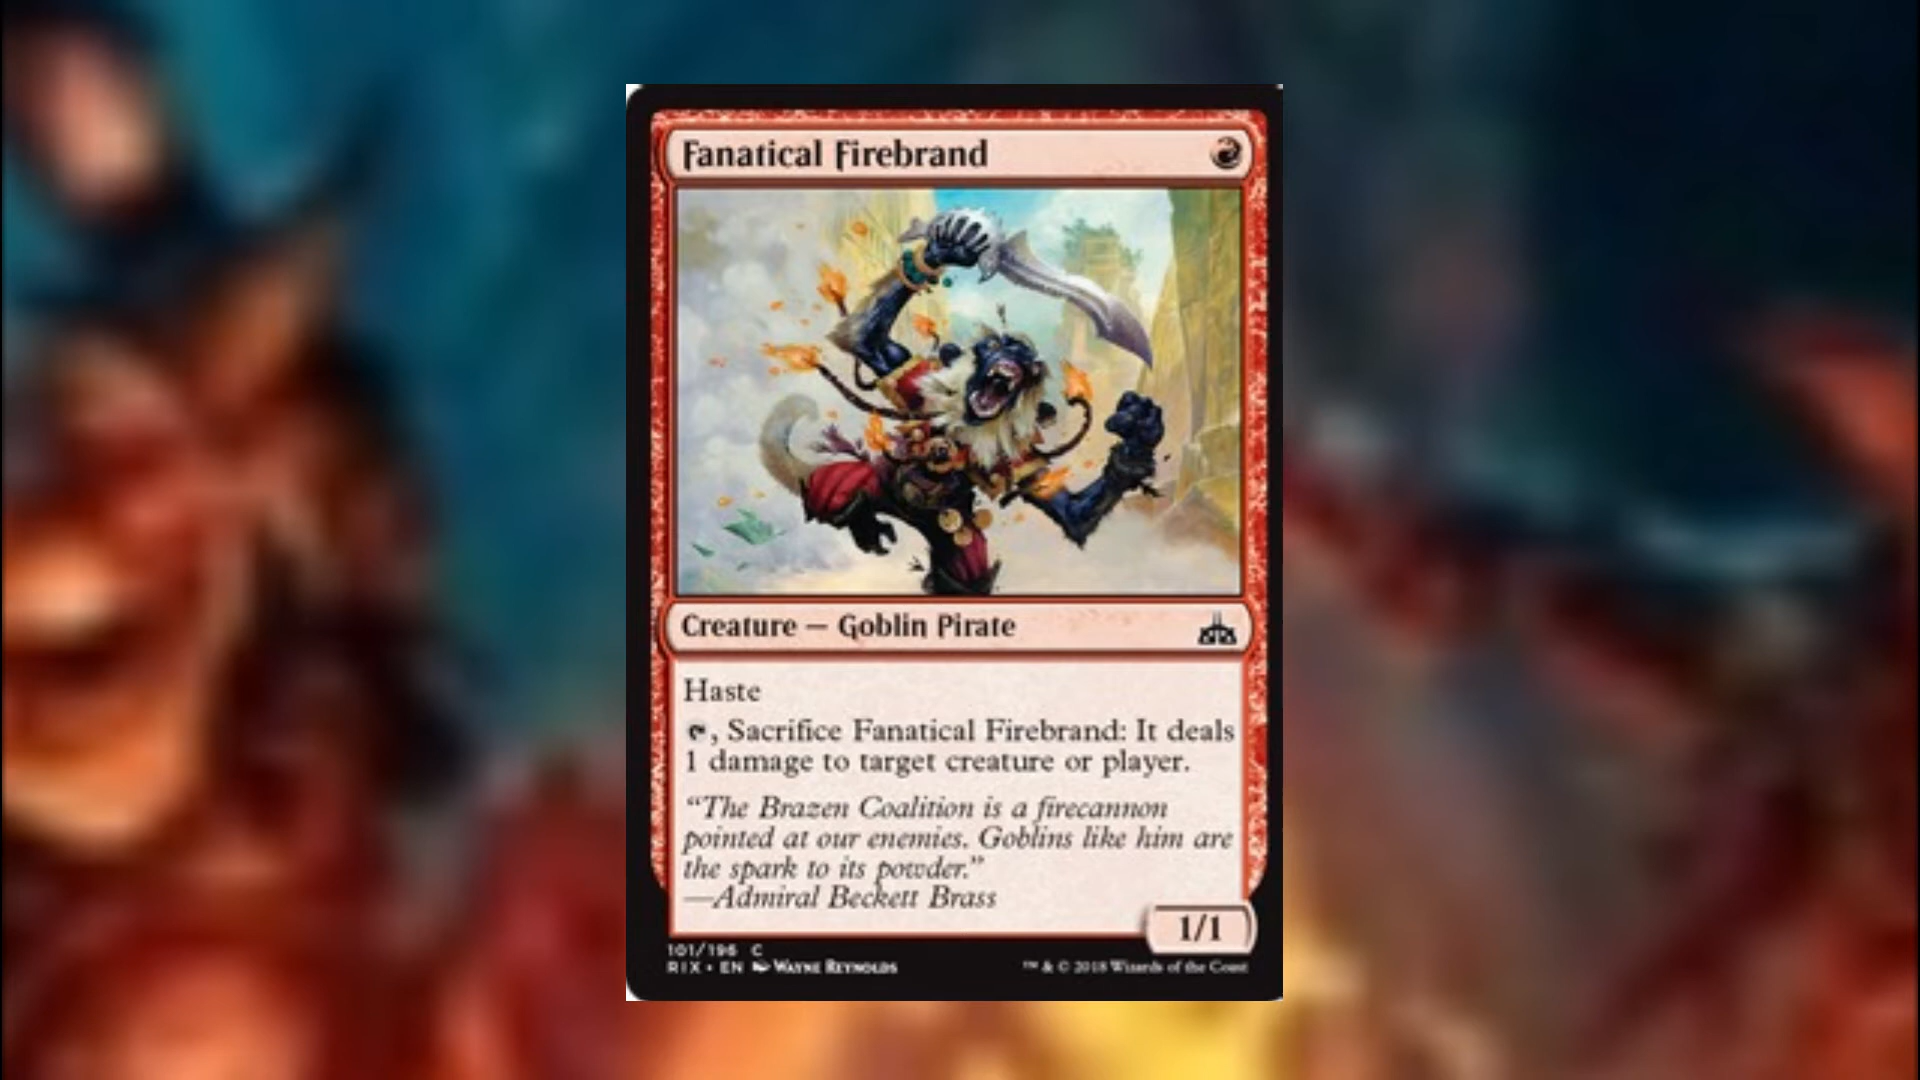 Fanatical Firebrand
Creature — Goblin Pirate
Haste
, Sacrifice Fanatical Firebrand: It deals
1 damage to target creature or player.
“The Brazen Coalition is a firecannon
pointed at our enemies. Goblins like him are
the spark to its powder.”
—Admiral Beckett Brass
1/1
101/196 C
RIX • EN Wayne Reynolds
™ & © 2018 Wizards of the Coast